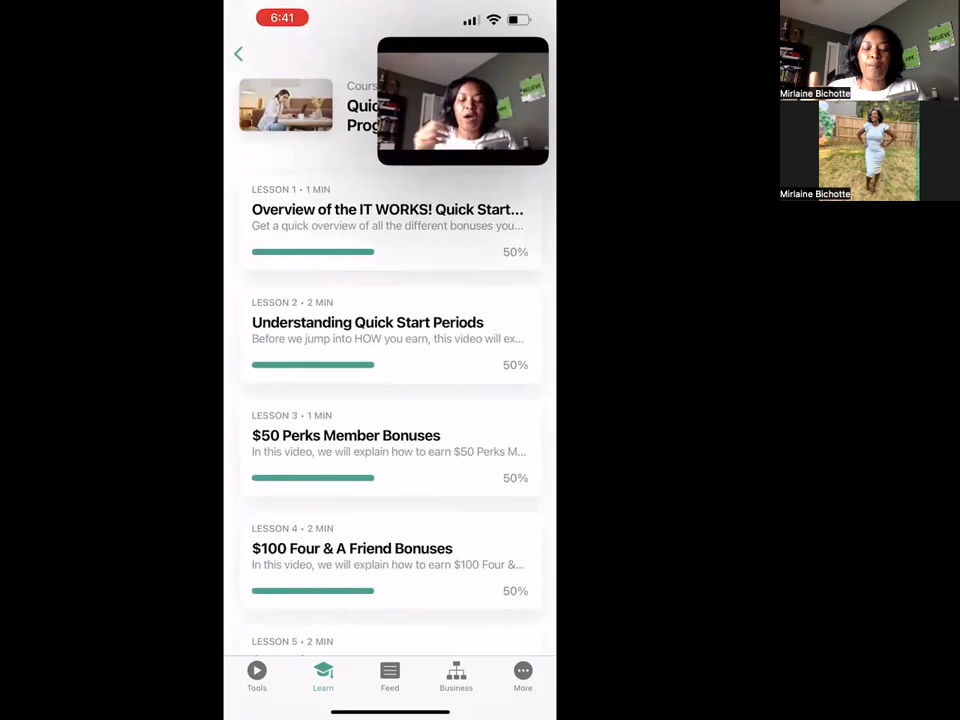 6:41
Cours
Quic
Prog
LESSON 1 • 1 MIN
Overview of the IT WORKS! Quick Start...
Get a quick overview of all the different bonuses you...
50%
LESSON 2 • 2 MIN
Understanding Quick Start Periods
Before we jump into HOW you earn, this video will ex...
50%
LESSON 3 • 1 MIN
$50 Perks Member Bonuses
In this video, we will explain how to earn $50 Perks M...
50%
LESSON 4 • 2 MIN
$100 Four & A Friend Bonuses
In this video, we will explain how to earn $100 Four &...
50%
LESSON 5 • 2 MIN
Tools
Learn
Feed
Business
More
BELIEVE
Mirlaine Bichotte
Mirlaine Bichotte